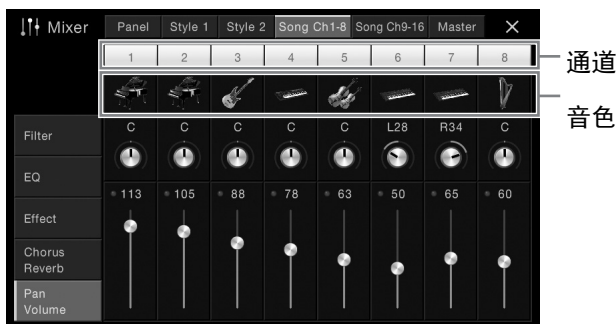 Mixer
Panel Style 1 Style 2 Song Ch1-8 Song Ch9-16 Master ×
1 2 3 4 5 6 7 8
通道
音色
Filter
C C C C C L28 R34 C
EQ
113 105 88 78 63 50 65 60
Effect
Chorus
Reverb
Pan
Volume